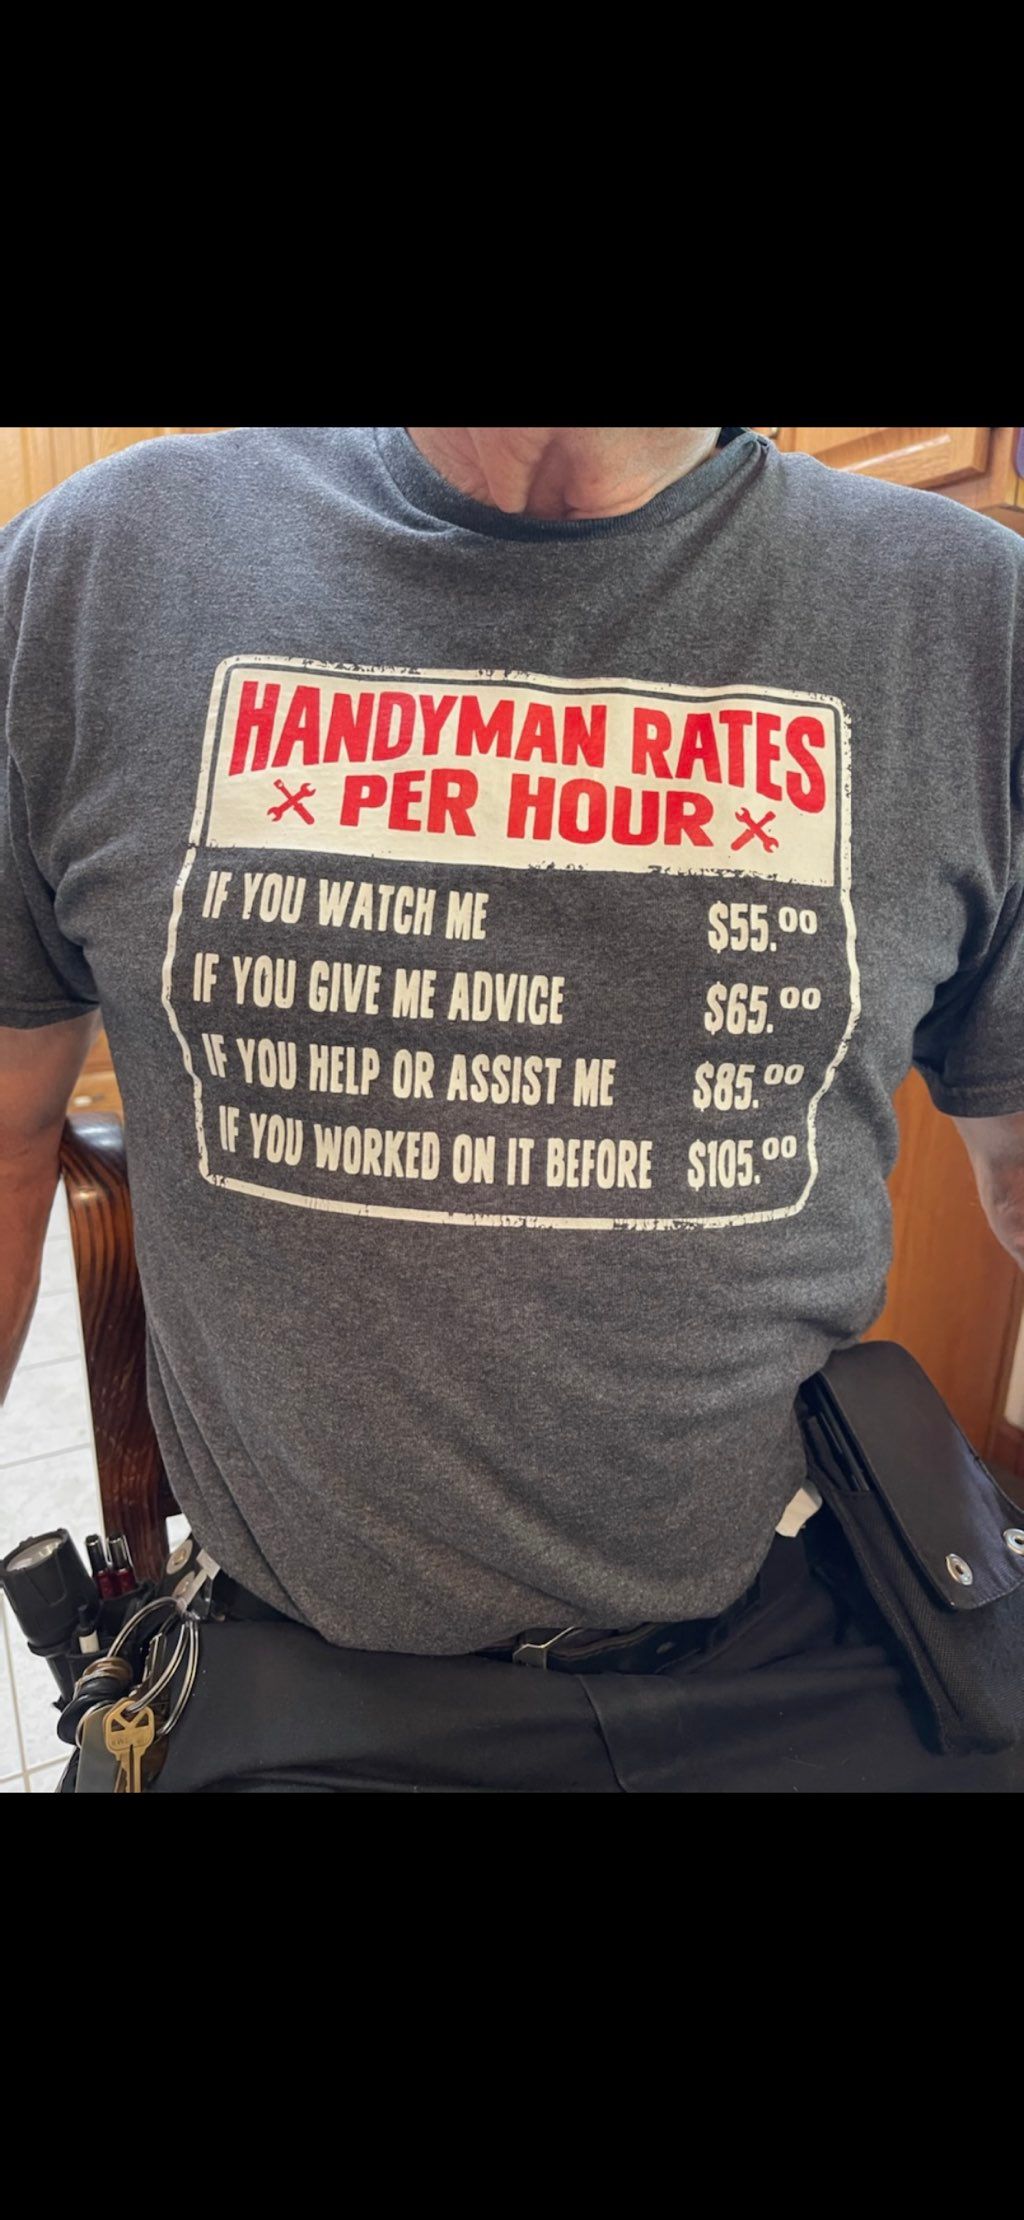 HANDYMAN RATES
PER HOUR
IF YOU WATCH ME $55.00
IF YOU GIVE ME ADVICE $65.00
IF YOU HELP OR ASSIST ME $85.00
IF YOU WORKED ON IT BEFORE $105.00